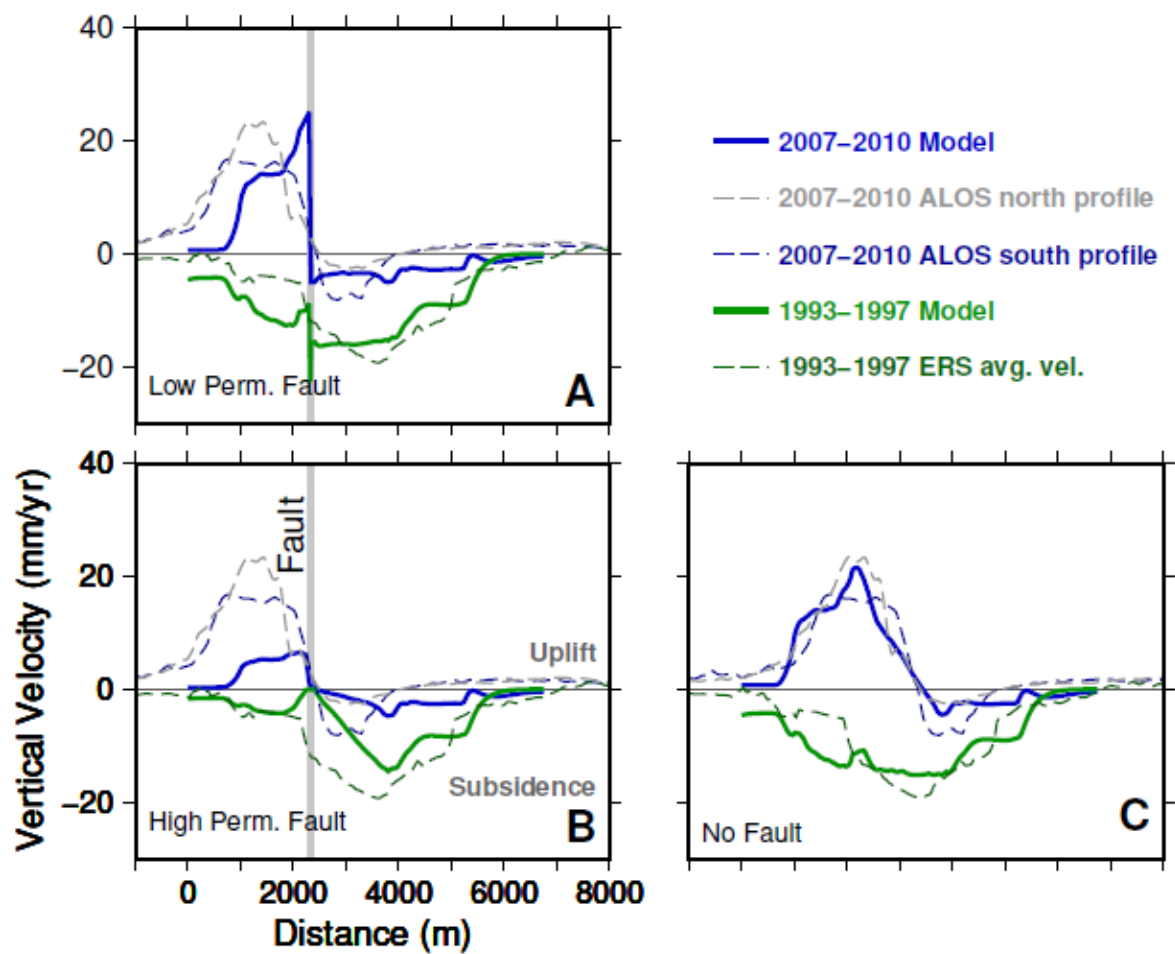 40
20
0
−20
Low Perm. Fault
A
2007−2010 Model
2007−2010 ALOS north profile
2007−2010 ALOS south profile
1993−1997 Model
1993−1997 ERS avg. vel.
Vertical Velocity (mm/yr)
40
20
0
−20
Fault
Uplift
Subsidence
High Perm. Fault
B
0 2000 4000 6000 8000
Distance (m)
No Fault
C